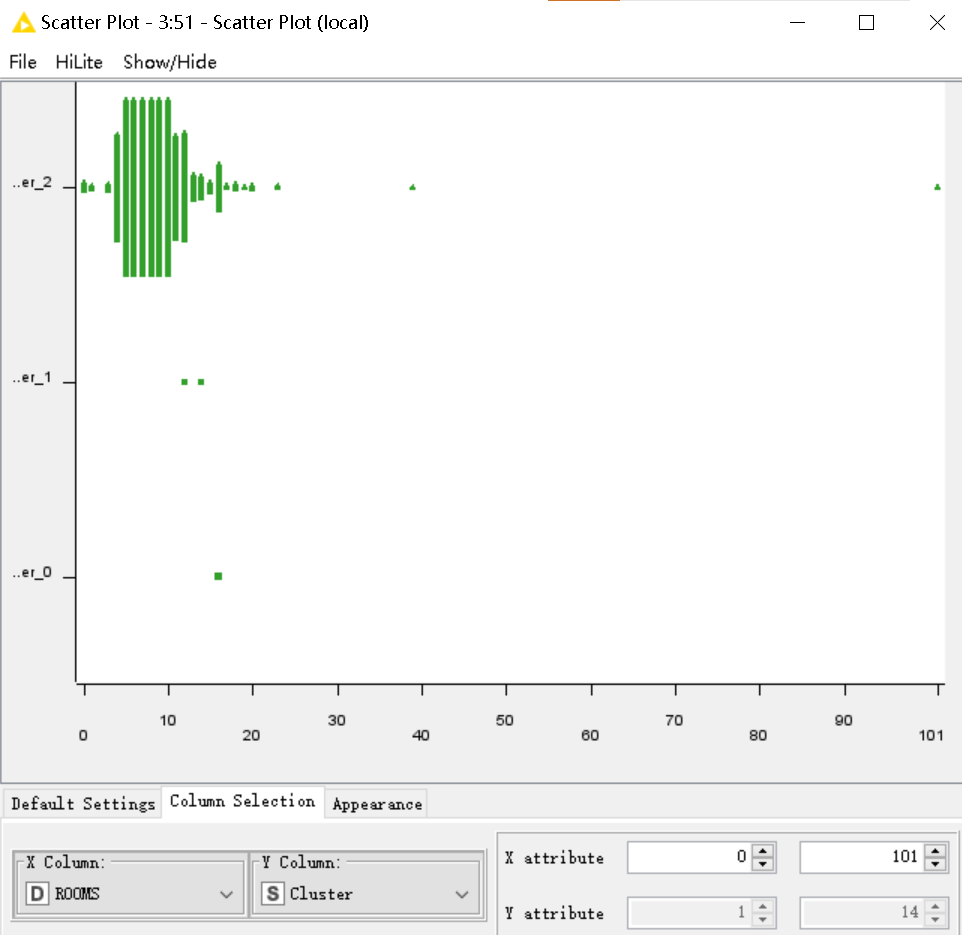 Scatter Plot - 3:51 - Scatter Plot (local)
File HiLite Show/Hide
..er_2
..er_1
..er_0
10 30 50 70 90
0 20 40 60 80 101
Default Settings Column Selection Appearance
X Column: Y Column:
D ROOMS S Cluster
X attribute 0 101
Y attribute 1 14